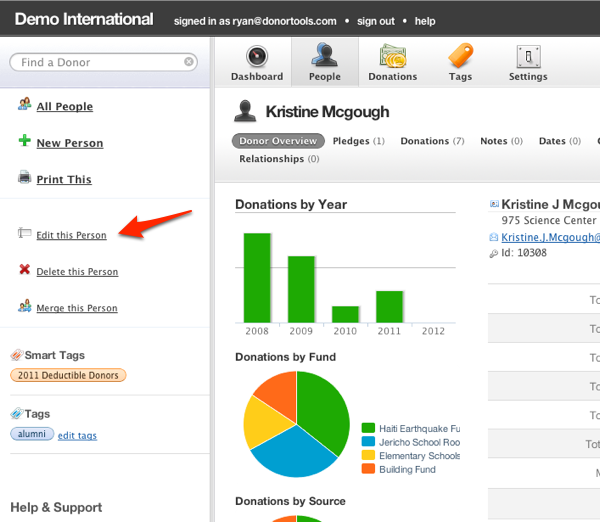 Demo International signed in as ryan@donortools.com • sign out • help
Find a Donor
All People
New Person
Print This
Edit this Person
Delete this Person
Merge this Person
Smart Tags
2011 Deductible Donors
Tags
alumni edit tags
Help & Support
Dashboard People Donations Tags Settings
Kristine Mcgough
Donor Overview Pledges (1) Donations (7) Notes (0) Dates (0)
Relationships (0)
Donations by Year
2008 2009 2010 2011 2012
Donations by Fund
Haiti Earthquake Fu
Jericho School Roo
Elementary Schools
Building Fund
Donations by Source
Kristine J Mcgou
975 Science Center
Kristine.J.Mcgough@
Id: 10308
To
To
To
To
To
Tot